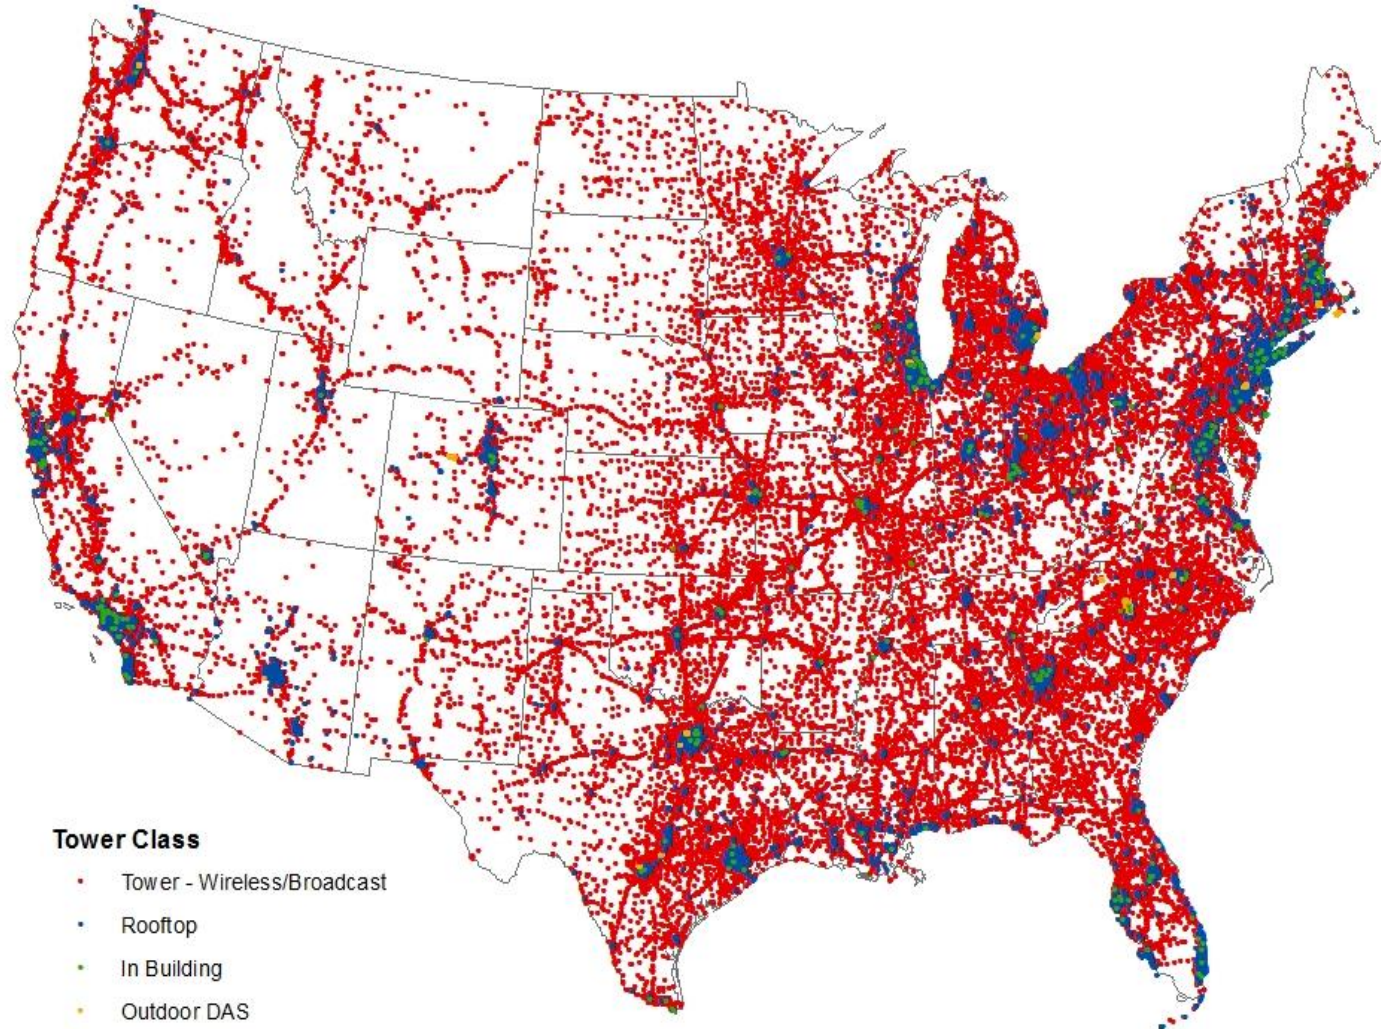 Tower Class
Tower - Wireless/Broadcast
Rooftop
In Building
Outdoor DAS